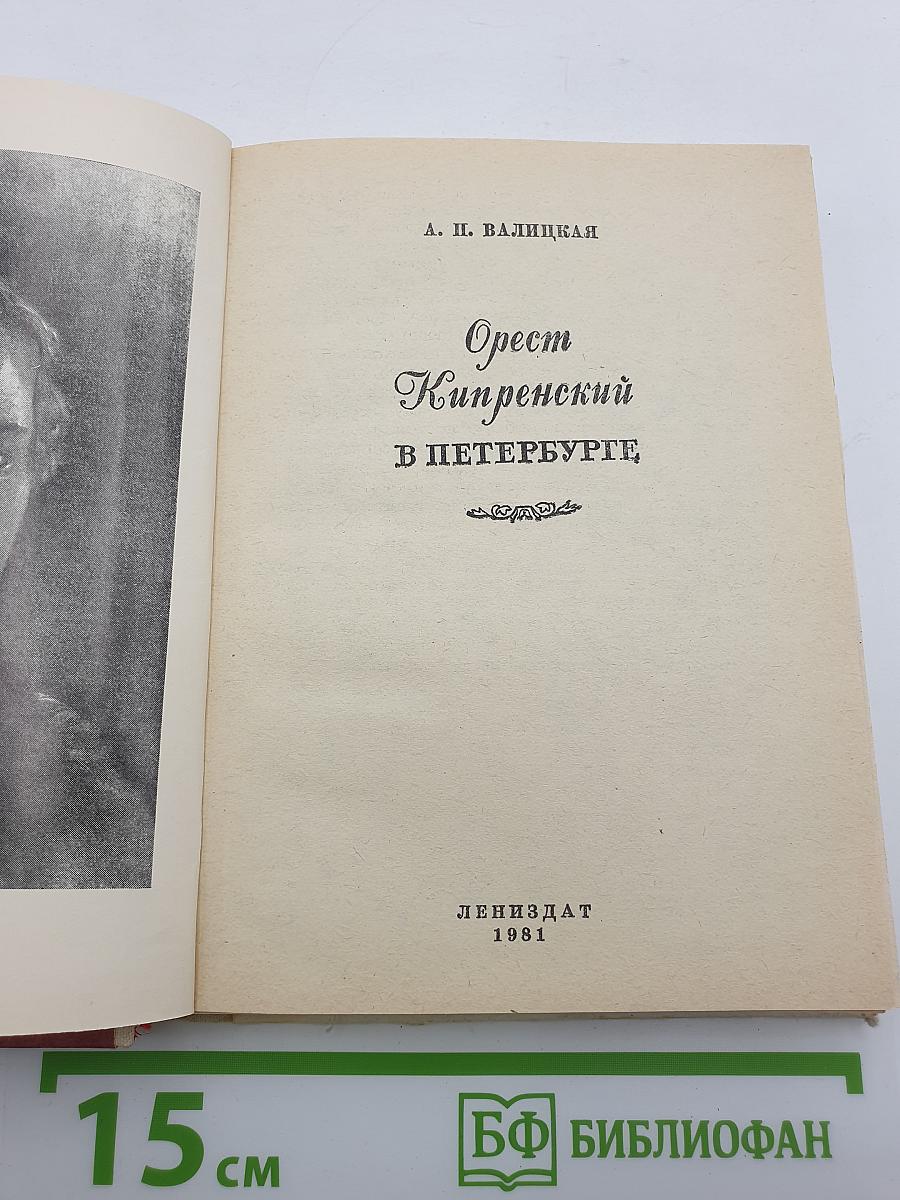 А. П. ВАЛИЦКАЯ
Орест
Кипренский
В ПЕТЕРБУРГЕ
ЛЕНИЗДАТ
1981
15 см
БФ БИБЛИОФАН